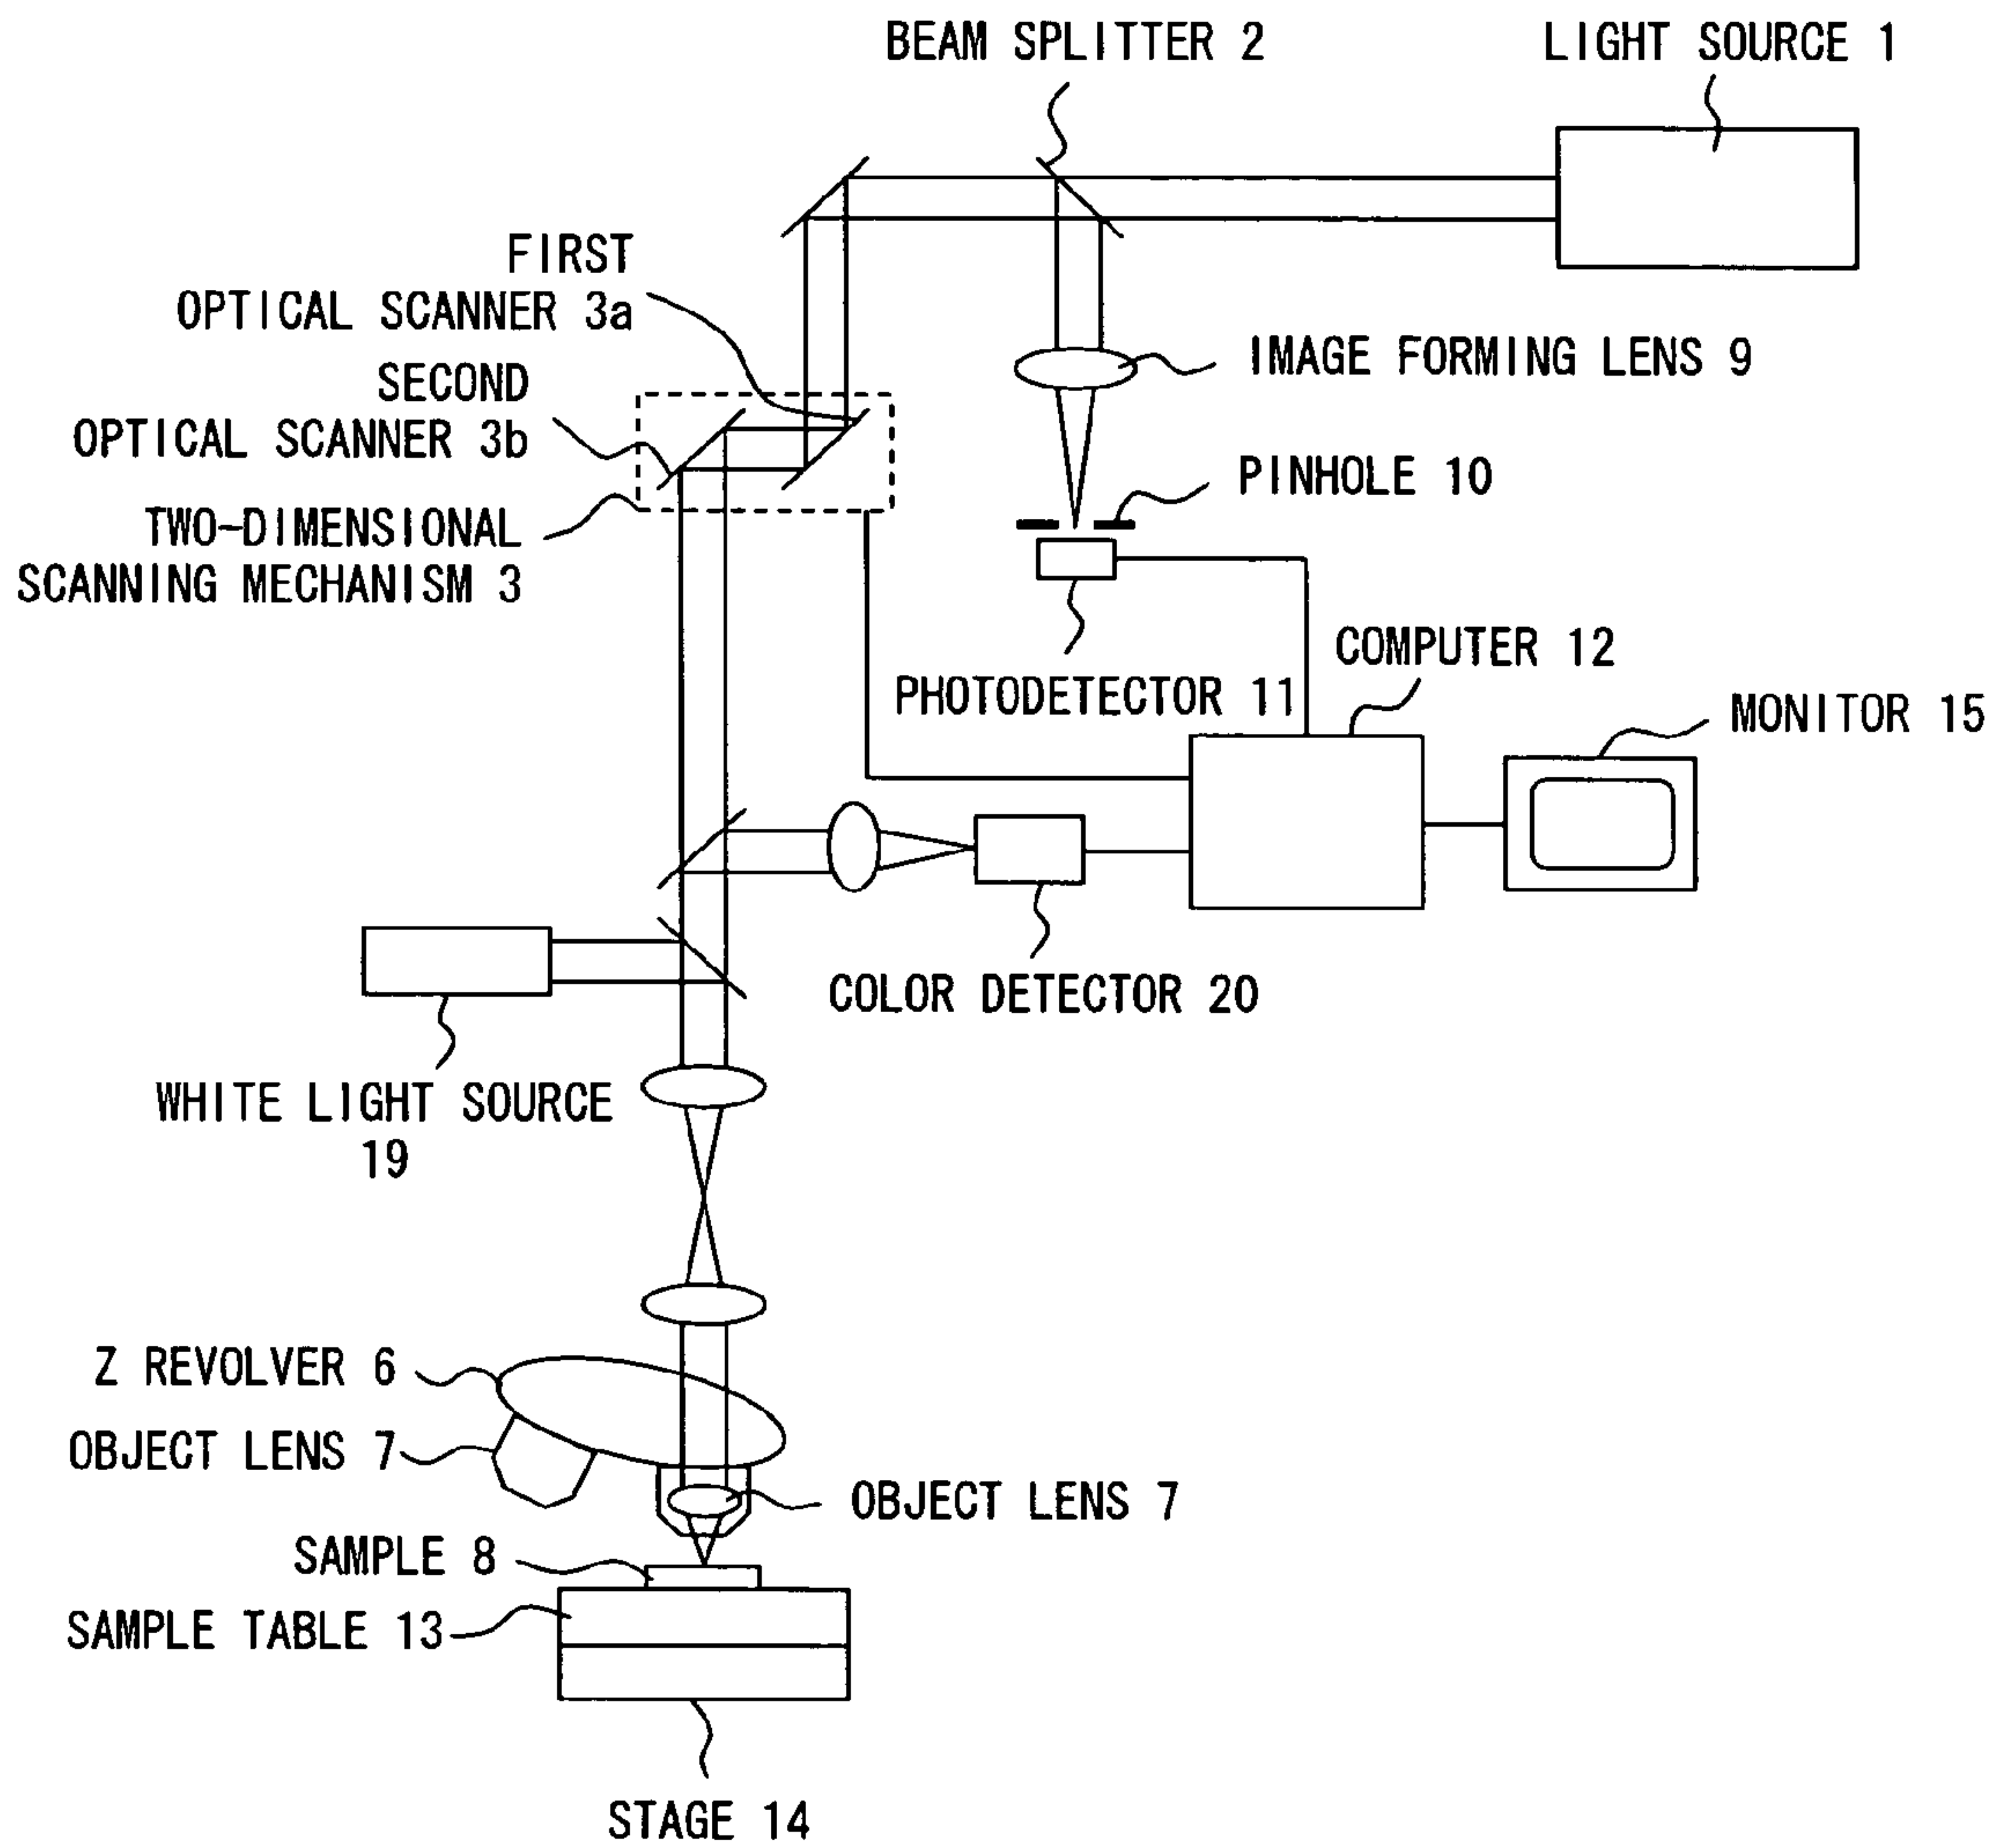 BEAM SPLITTER 2
LIGHT SOURCE 1
FIRST
OPTICAL SCANNER 3a
IMAGE FORMING LENS 9
SECOND
OPTICAL SCANNER 3b
PINHOLE 10
TWO-DIMENSIONAL
SCANNING MECHANISM 3
COMPUTER 12
PHOTODETECTOR 11
MONITOR 15
COLOR DETECTOR 20
WHITE LIGHT SOURCE
19
Z REVOLVER 6
OBJECT LENS 7
OBJECT LENS 7
SAMPLE 8
SAMPLE TABLE 13
STAGE 14